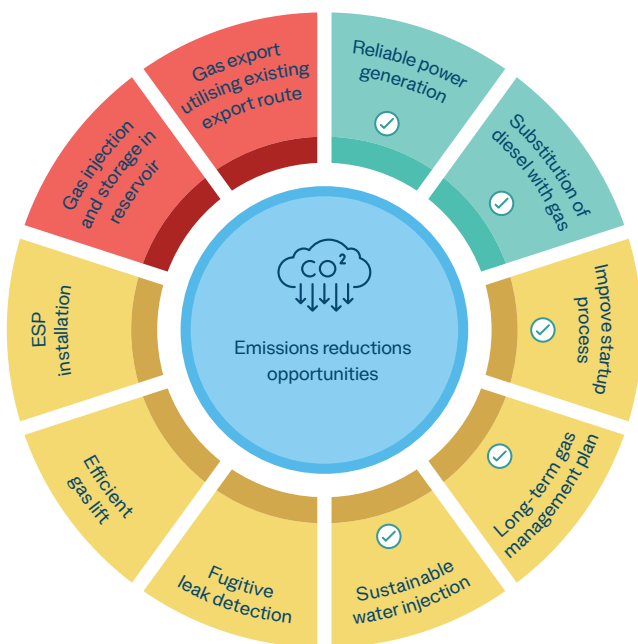 Reliable power
generation
Substitution of
diesel with gas
Improve startup
process
Long-term gas
management plan
Sustainable
water injection
Fugitive
leak detection
Efficient
gas lift
ESP
installation
Gas injection
and storage in
reservoir
Gas export
utilising existing
export route
CO²
Emissions reductions
opportunities